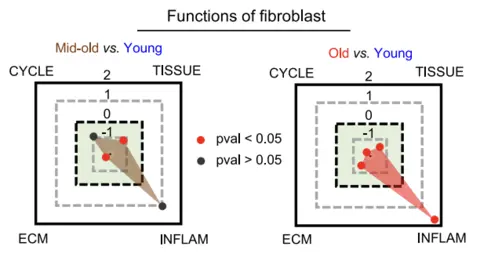 Functions of fibroblast
Mid-old vs. Young
CYCLE
TISSUE
2
1
0
-1
ECM
INFLAM
pval < 0.05
pval > 0.05
Old vs. Young
CYCLE
TISSUE
2
1
0
-1
ECM
INFLAM